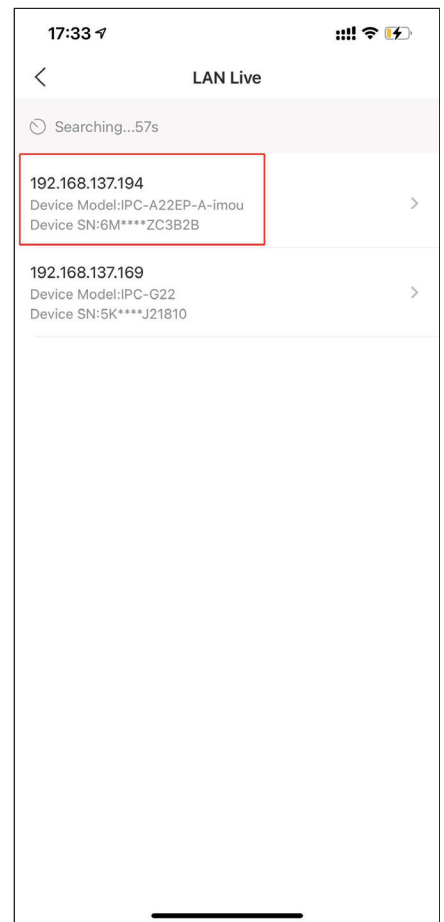 17:33
LAN Live
Searching...57s
192.168.137.194
Device Model:IPC-A22EP-A-imou
Device SN:6M****ZC3B2B
192.168.137.169
Device Model:IPC-G22
Device SN:5K****J21810